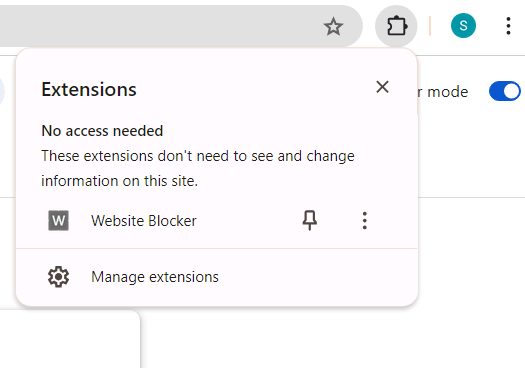 S
Extensions
r mode
No access needed
These extensions don't need to see and change
information on this site.
W Website Blocker
Manage extensions